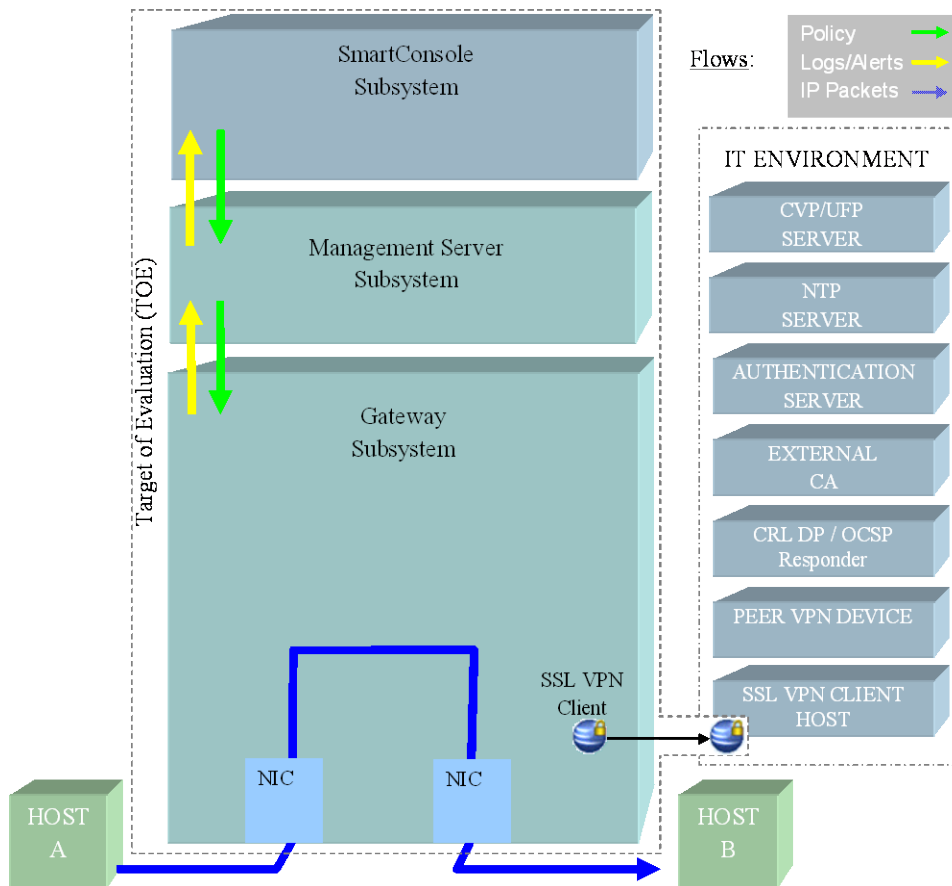 SmartConsole
Subsystem
Flows:
Policy
Logs/Alerts
IP Packets
Target of Evaluation (TOE)
Management Server
Subsystem
Gateway
Subsystem
SSL VPN
Client
NIC
NIC
IT ENVIRONMENT
CVP/UFP
SERVER
NTP
SERVER
AUTHENTICATION
SERVER
EXTERNAL
CA
CRL DP / OCSP
Responder
PEER VPN DEVICE
SSL VPN CLIENT
HOST
HOST
A
HOST
B